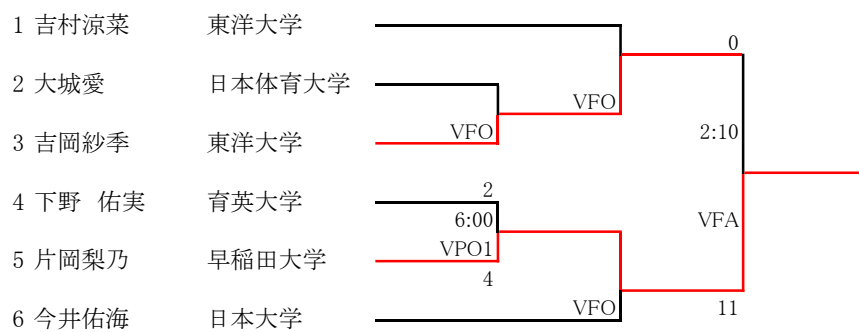 1 吉村涼菜 東洋大学
0
2 大城愛 日本体育大学
VFO
VFO
2:10
3 吉岡紗季 東洋大学
4 下野 佑実 育英大学
2
6:00
VFA
VPO1
5 片岡梨乃 早稲田大学
4
VFO
11
6 今井佑海 日本大学